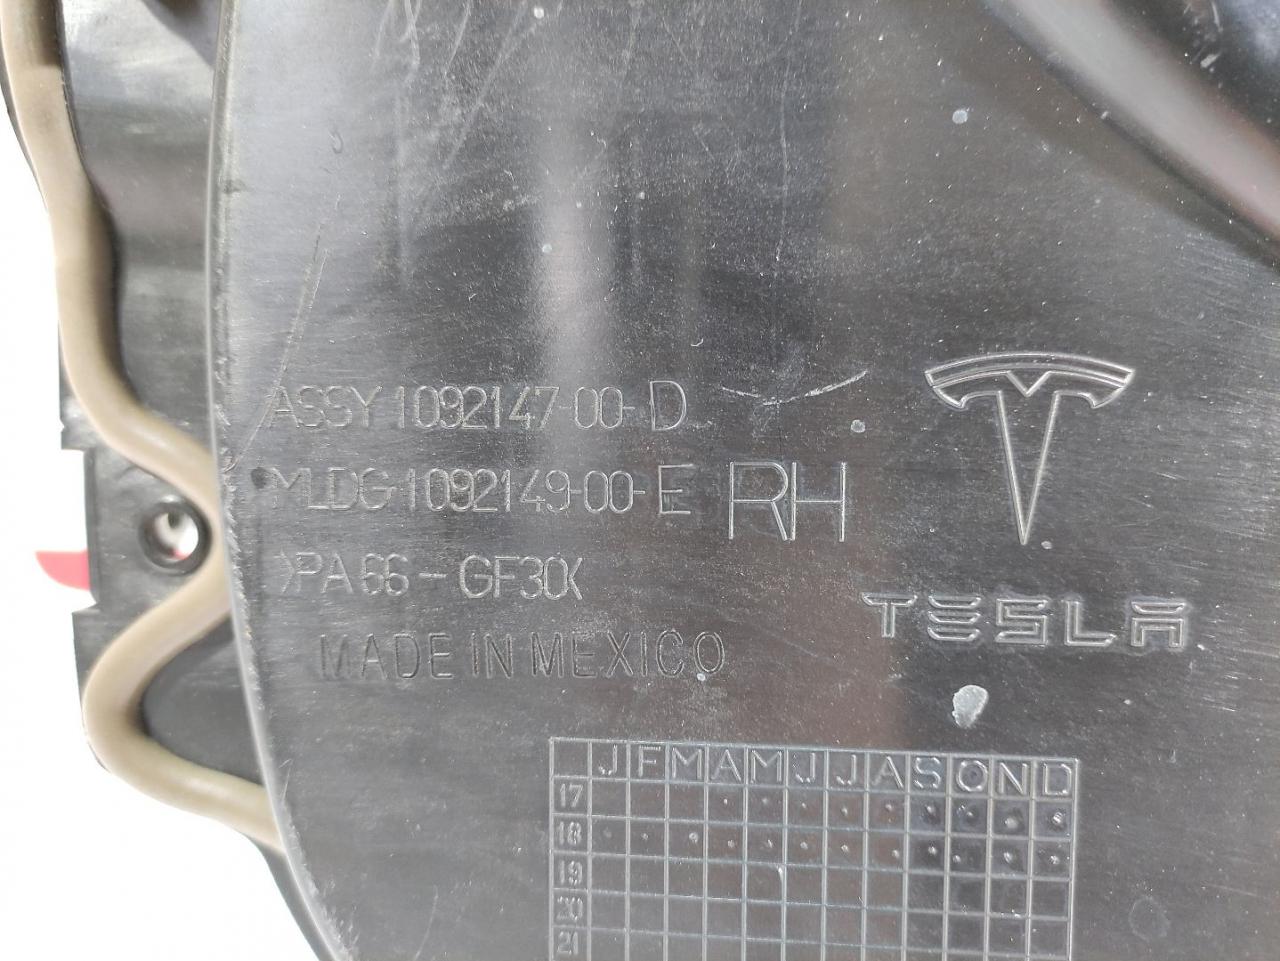 ASSY 1092147-00-D
MLDG 1092149-00-E RH
>PA66-GF30<
MADE IN MEXICO
TESLA
J F M A M J J A S O N D
17
18
19
20
21